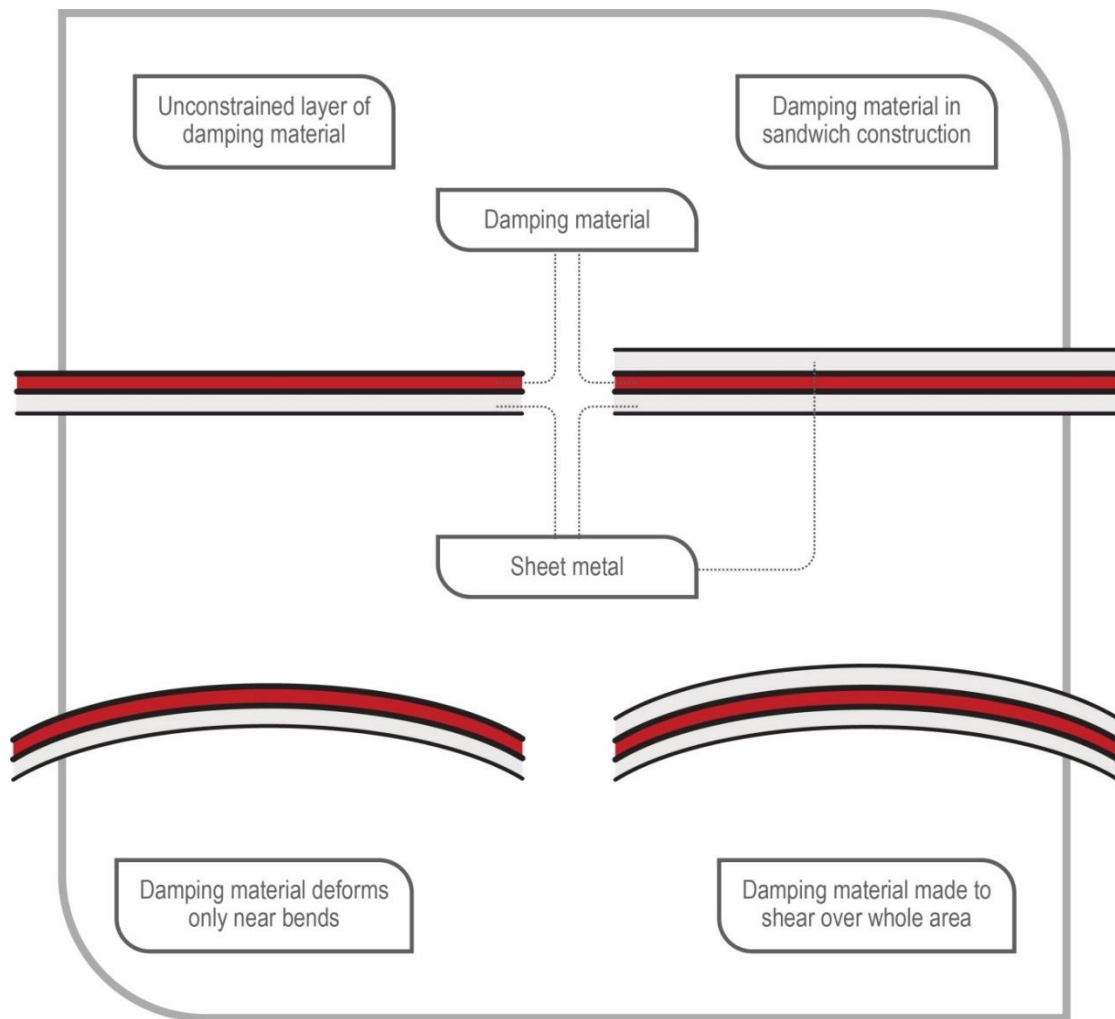 Unconstrained layer of
damping material
Damping material in
sandwich construction
Damping material
Sheet metal
Damping material deforms
only near bends
Damping material made to
shear over whole area